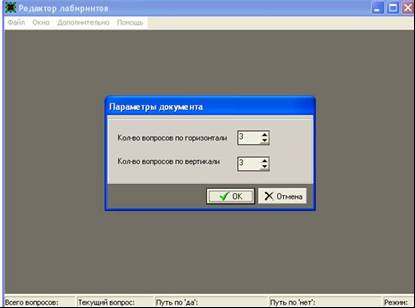 Редактор лабиринтов
Файл Окно Дополнительно Помощь
Параметры документа
Кол-во вопросов по горизонтали 3
Кол-во вопросов по вертикали 3
OK Отмена
Всего вопросов: Текущий вопрос: Путь по 'да': Путь по 'нет': Режим: